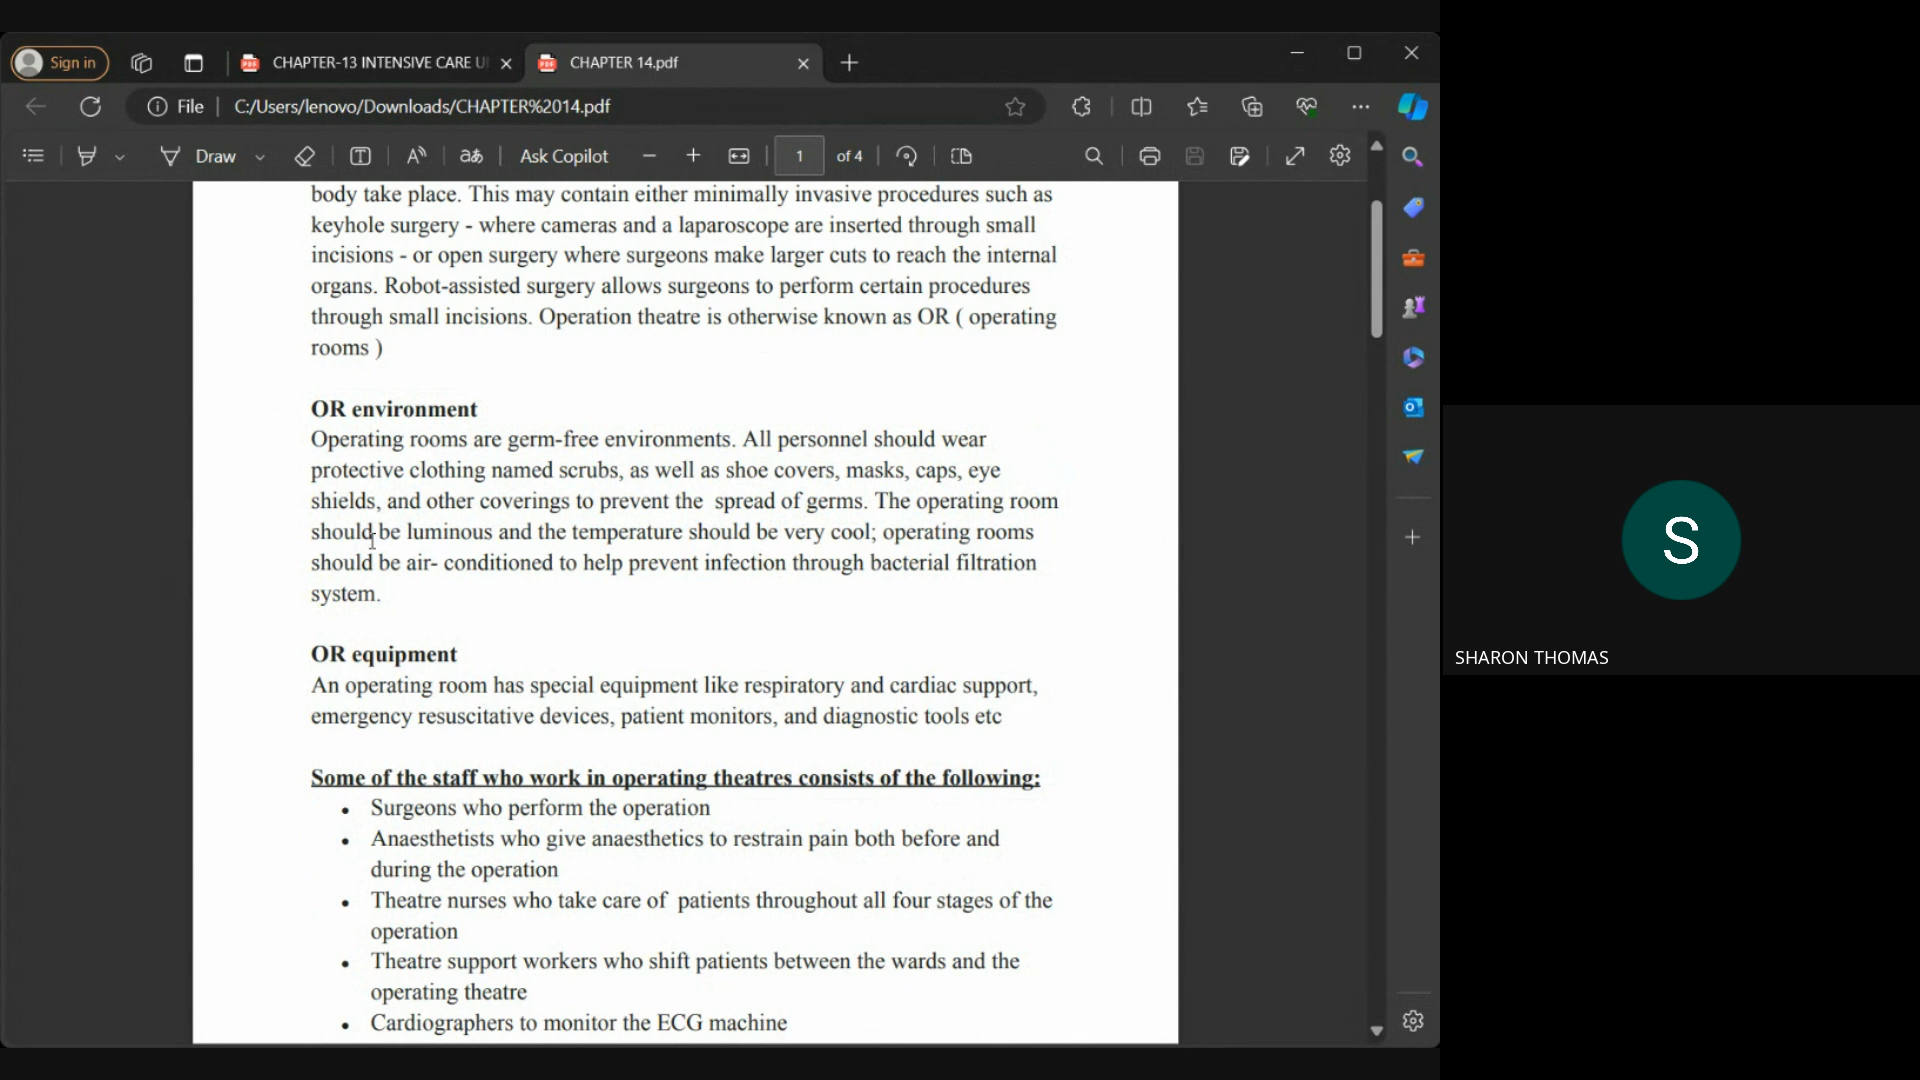 Sign in
CHAPTER-13 INTENSIVE CARE U
CHAPTER 14.pdf
File
C:/Users/lenovo/Downloads/CHAPTER%2014.pdf
Draw
Ask Copilot
1 of 4
body take place. This may contain either minimally invasive procedures such as
keyhole surgery - where cameras and a laparoscope are inserted through small
incisions - or open surgery where surgeons make larger cuts to reach the internal
organs. Robot-assisted surgery allows surgeons to perform certain procedures
through small incisions. Operation theatre is otherwise known as OR ( operating
rooms )
OR environment
Operating rooms are germ-free environments. All personnel should wear
protective clothing named scrubs, as well as shoe covers, masks, caps, eye
shields, and other coverings to prevent the  spread of germs. The operating room
should be luminous and the temperature should be very cool; operating rooms
should be air- conditioned to help prevent infection through bacterial filtration
system.
OR equipment
An operating room has special equipment like respiratory and cardiac support,
emergency resuscitative devices, patient monitors, and diagnostic tools etc
Some of the staff who work in operating theatres consists of the following:
• Surgeons who perform the operation
• Anaesthetists who give anaesthetics to restrain pain both before and
during the operation
• Theatre nurses who take care of  patients throughout all four stages of the
operation
• Theatre support workers who shift patients between the wards and the
operating theatre
• Cardiographers to monitor the ECG machine
S
SHARON THOMAS